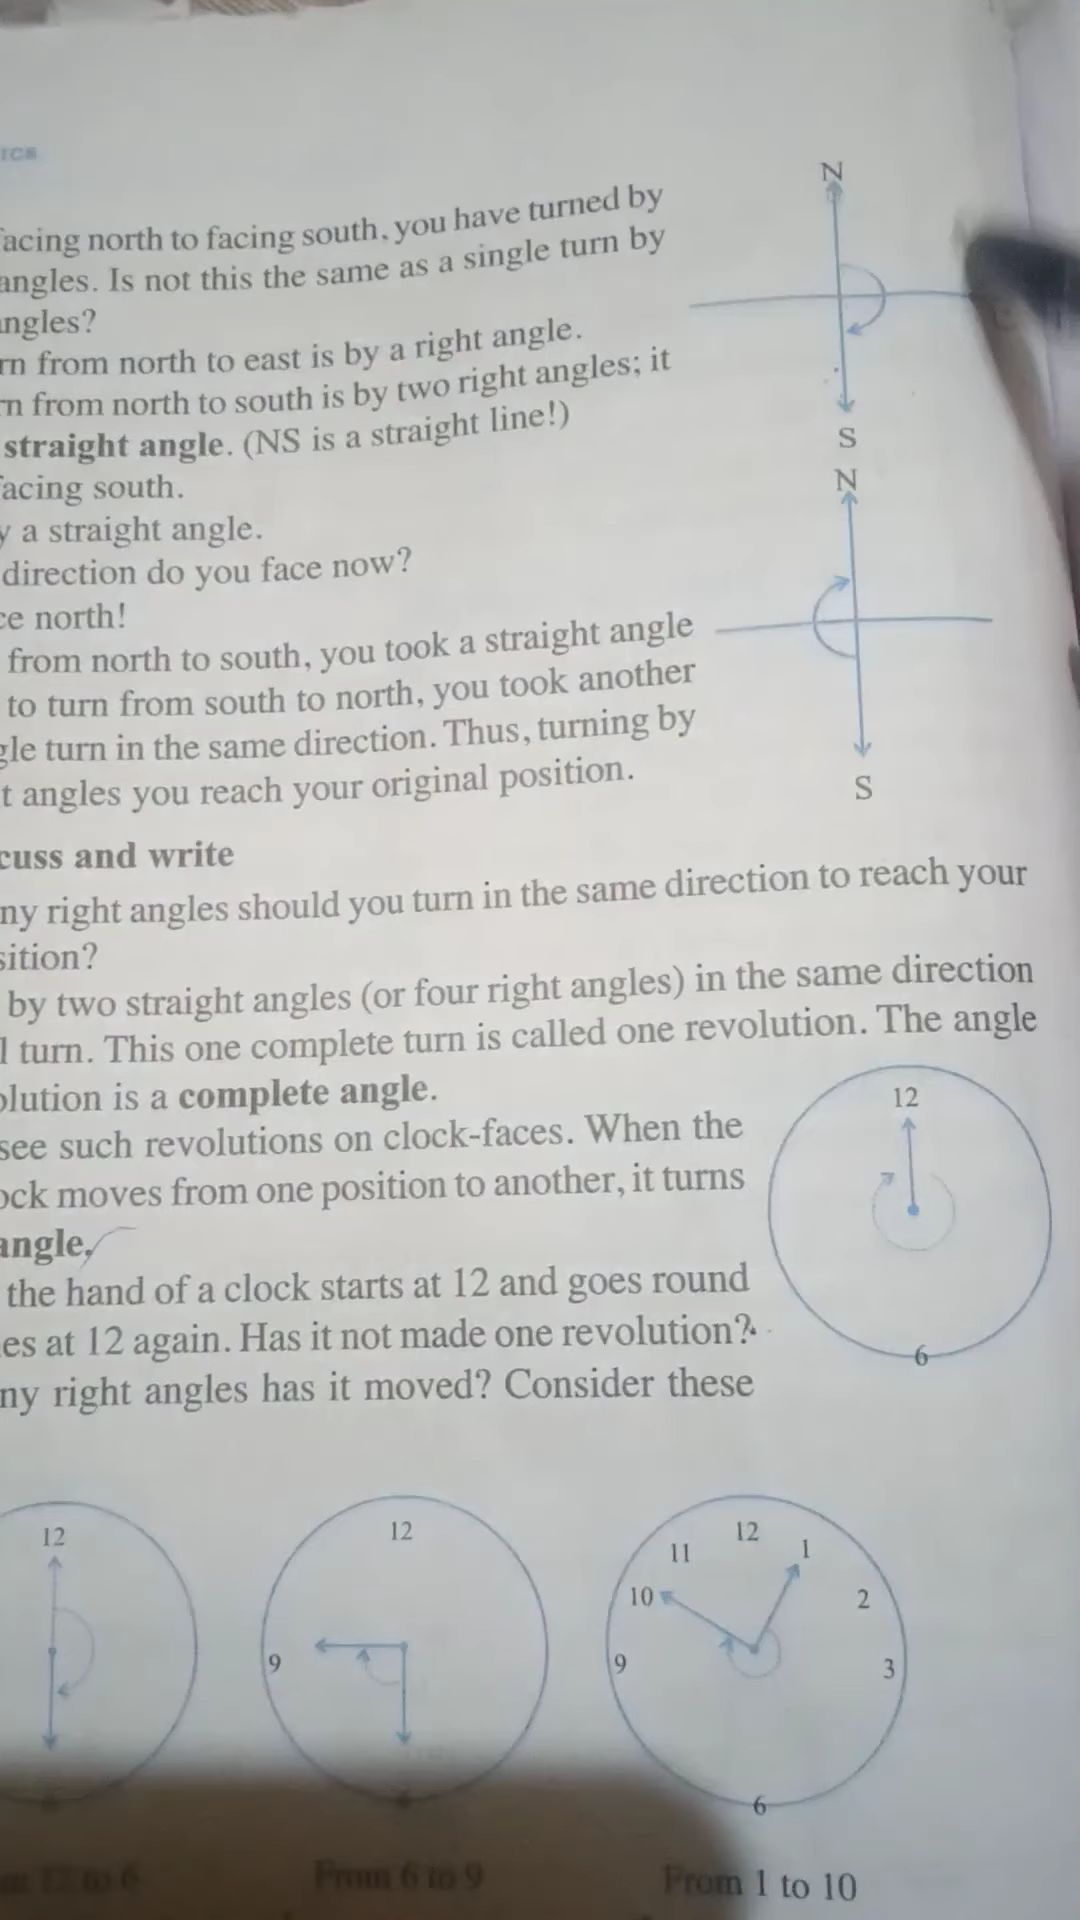 ICS
facing north to facing south, you have turned by
angles. Is not this the same as a single turn by
angles?
rn from north to east is by a right angle.
rn from north to south is by two right angles; it
straight angle. (NS is a straight line!)
facing south.
y a straight angle.
direction do you face now?
ce north!
from north to south, you took a straight angle
to turn from south to north, you took another
gle turn in the same direction. Thus, turning by
t angles you reach your original position.
N
S
N
S
cuss and write
ny right angles should you turn in the same direction to reach your
sition?
by two straight angles (or four right angles) in the same direction
l turn. This one complete turn is called one revolution. The angle
olution is a complete angle.
see such revolutions on clock-faces. When the
ock moves from one position to another, it turns
angle.
the hand of a clock starts at 12 and goes round
es at 12 again. Has it not made one revolution?
ny right angles has it moved? Consider these
12
6
12
12
9
12
11
1
10
2
9
3
6
12 to 6
From 6 to 9
From 1 to 10